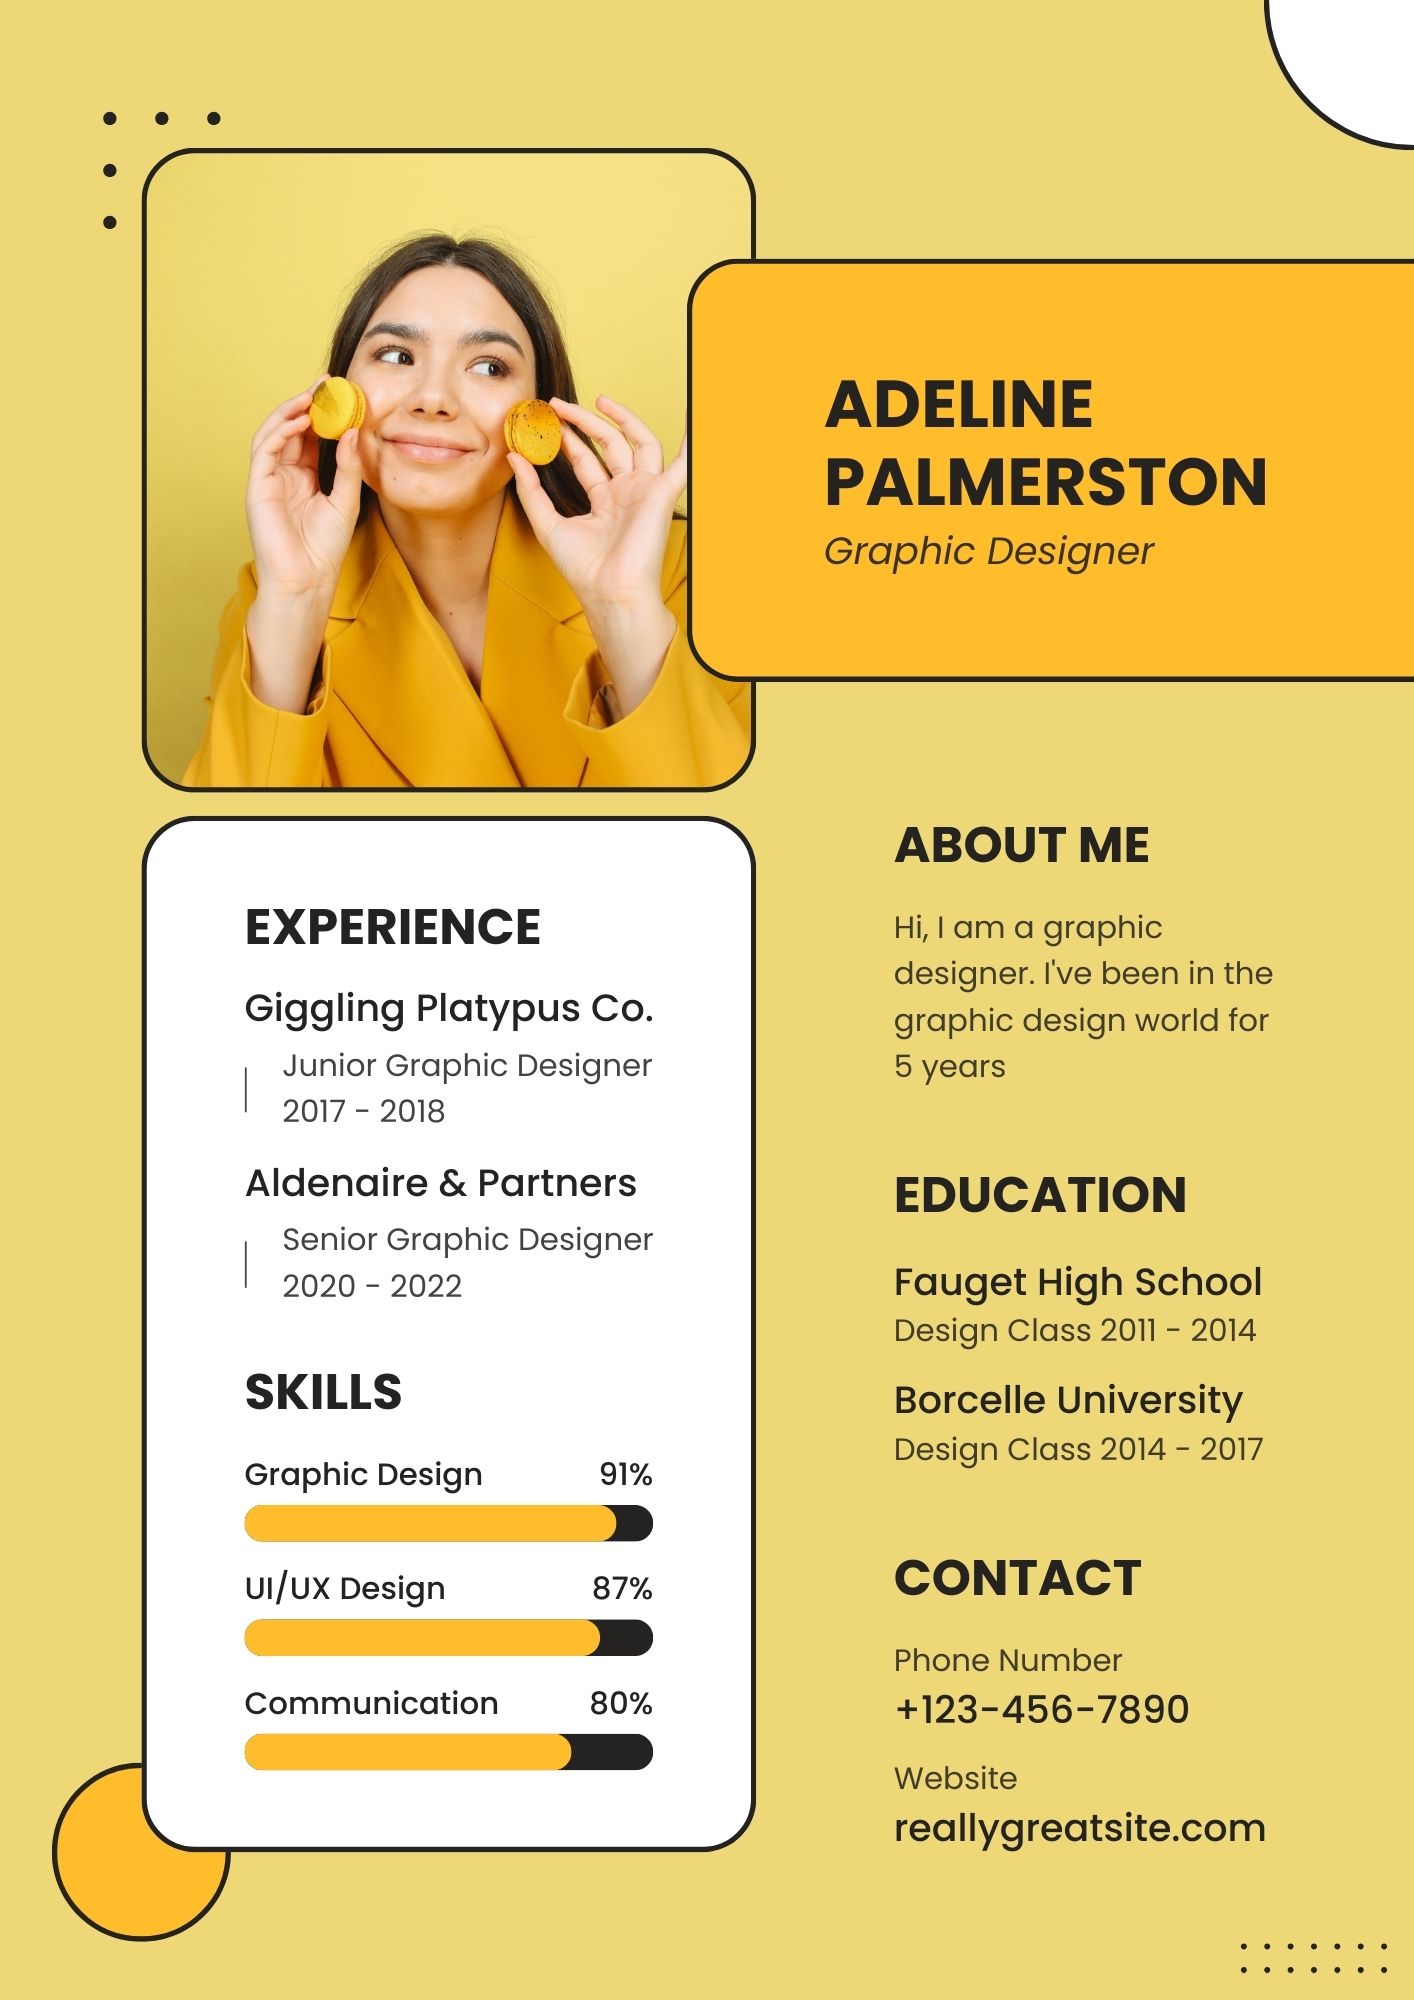 ADELINE
PALMERSTON
Graphic Designer
EXPERIENCE
Giggling Platypus Co.
Junior Graphic Designer
2017 - 2018
Aldenaire & Partners
Senior Graphic Designer
2020 - 2022
SKILLS
Graphic Design 91%
UI/UX Design 87%
Communication 80%
ABOUT ME
Hi, I am a graphic
designer. I've been in the
graphic design world for
5 years
EDUCATION
Fauget High School
Design Class 2011 - 2014
Borcelle University
Design Class 2014 - 2017
CONTACT
Phone Number
+123-456-7890
Website
reallygreatsite.com